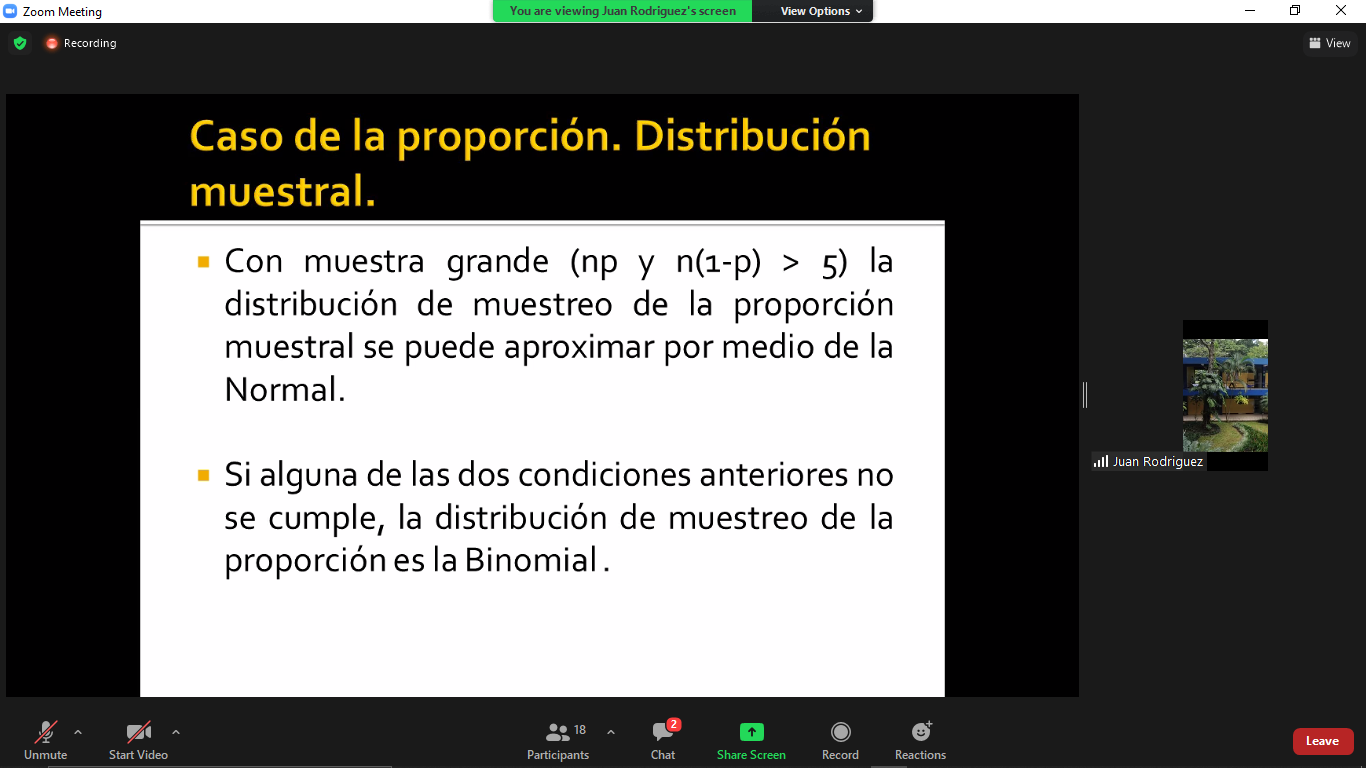 Zoom Meeting
You are viewing Juan Rodriguez's screen
View Options
Recording
View
Caso de la proporción. Distribución
muestral.
Con muestra grande (np y n(1-p) > 5) la
distribución de muestreo de la proporción
muestral se puede aproximar por medio de la
Normal.
Si alguna de las dos condiciones anteriores no
se cumple, la distribución de muestreo de la
proporción es la Binomial .
Juan Rodriguez
Unmute
Start Video
18
Participants
2
Chat
Share Screen
Record
Reactions
Leave